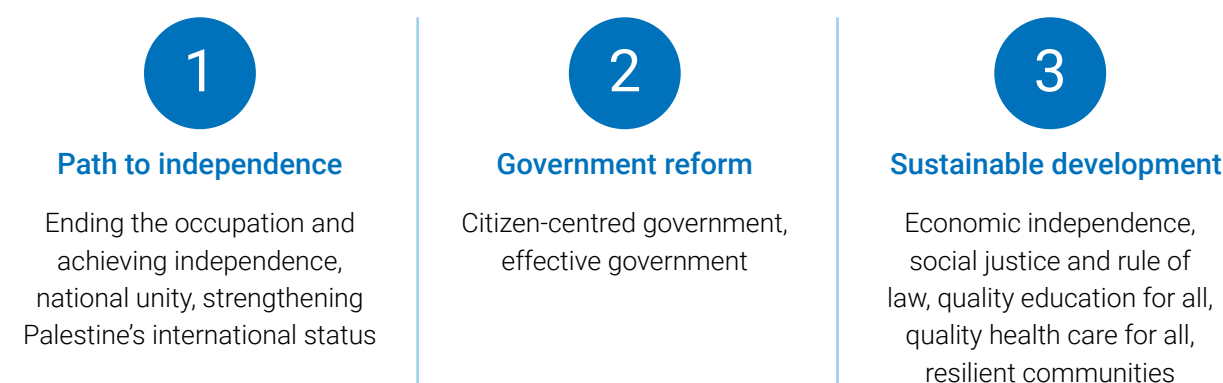 1
Path to independence
Ending the occupation and
achieving independence,
national unity, strengthening
Palestine’s international status
2
Government reform
Citizen-centred government,
effective government
3
Sustainable development
Economic independence,
social justice and rule of
law, quality education for all,
quality health care for all,
resilient communities